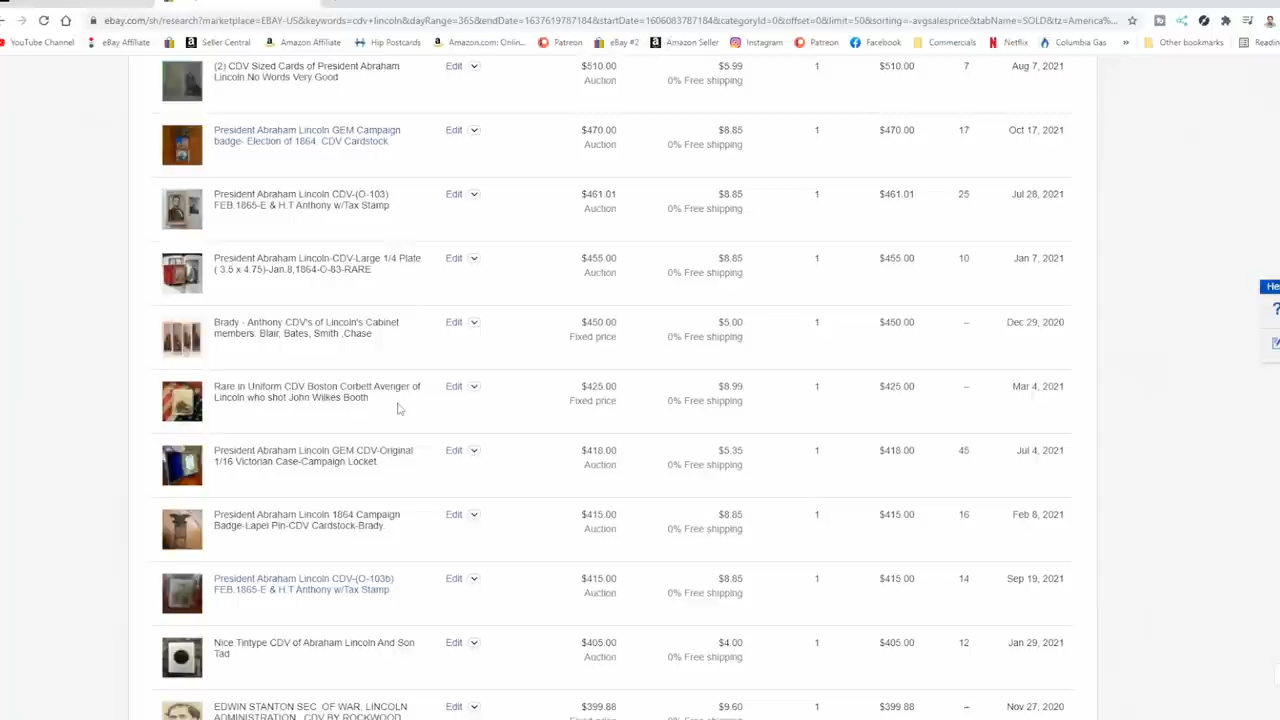 ebay.com/sh/research?marketplace=EBAY-US&keywords=cdv+lincoln&dayRange=365&endDate=1637619787184&startDate=1606083787184&categoryId=0&offset=0&limit=50&sorting=-avgsalesprice&tabName=SOLD&tz=America%...
YouTube Channel eBay Affiliate Seller Central Amazon Affiliate Hip Postcards Amazon.com: Onlin... Patreon eBay #2 Amazon Seller Instagram Patreon Facebook Commercials Netflix Columbia Gas » Other bookmarks Readin
(2) CDV Sized Cards of President Abraham Edit $510.00 $5.99 1 $510.00 7 Aug 7, 2021
Lincoln No Words Very Good Auction 0% Free shipping
President Abraham Lincoln GEM Campaign Edit $470.00 $8.85 1 $470.00 17 Oct 17, 2021
badge- Election of 1864. CDV Cardstock Auction 0% Free shipping
President Abraham Lincoln CDV-(O-103) Edit $461.01 $8.85 1 $461.01 25 Jul 28, 2021
FEB.1865-E & H.T Anthony w/Tax Stamp Auction 0% Free shipping
President Abraham Lincoln-CDV-Large 1/4 Plate Edit $455.00 $8.85 1 $455.00 10 Jan 7, 2021
( 3.5 x 4.75)-Jan.8,1864-O-83-RARE Auction 0% Free shipping
Brady - Anthony CDV's of Lincoln's Cabinet Edit $450.00 $5.00 1 $450.00 – Dec 29, 2020
members. Blair, Bates, Smith ,Chase Fixed price 0% Free shipping
Rare in Uniform CDV Boston Corbett Avenger of Edit $425.00 $8.99 1 $425.00 – Mar 4, 2021
Lincoln who shot John Wilkes Booth Fixed price 0% Free shipping
President Abraham Lincoln GEM CDV-Original Edit $418.00 $5.35 1 $418.00 45 Jul 4, 2021
1/16 Victorian Case-Campaign Locket. Auction 0% Free shipping
President Abraham Lincoln 1864 Campaign Edit $415.00 $8.85 1 $415.00 16 Feb 8, 2021
Badge-Lapel Pin-CDV Cardstock-Brady. Auction 0% Free shipping
President Abraham Lincoln CDV-(O-103b) Edit $415.00 $8.85 1 $415.00 14 Sep 19, 2021
FEB.1865-E & H.T Anthony w/Tax Stamp Auction 0% Free shipping
Nice Tintype CDV of Abraham Lincoln And Son Edit $405.00 $4.00 1 $405.00 12 Jan 29, 2021
Tad Auction 0% Free shipping
EDWIN STANTON SEC OF WAR. LINCOLN Edit $399.88 $9.60 1 $399.88 – Nov 27, 2020
ADMINISTRATION . CDV BY ROCKWOOD Fixed price 0% Free shipping
He
?